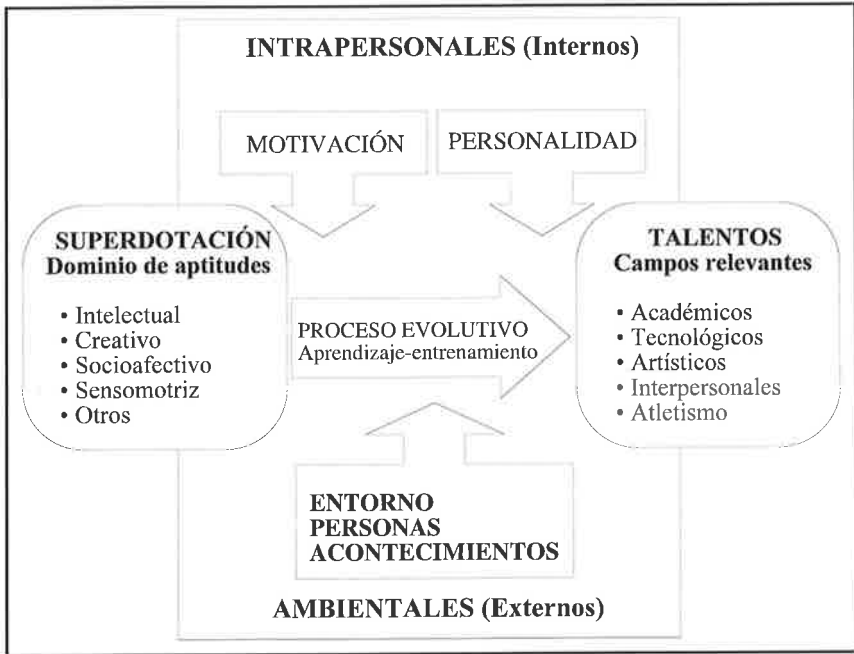 INTRAPERSONALES (Internos)
MOTIVACIÓN
PERSONALIDAD
SUPERDOTACIÓN
Dominio de aptitudes
• Intelectual
• Creativo
• Socioafectivo
• Sensomotriz
• Otros
PROCESO EVOLUTIVO
Aprendizaje-entrenamiento
TALENTOS
Campos relevantes
• Académicos
• Tecnológicos
• Artísticos
• Interpersonales
• Atletismo
ENTORNO
PERSONAS
ACONTECIMIENTOS
AMBIENTALES (Externos)